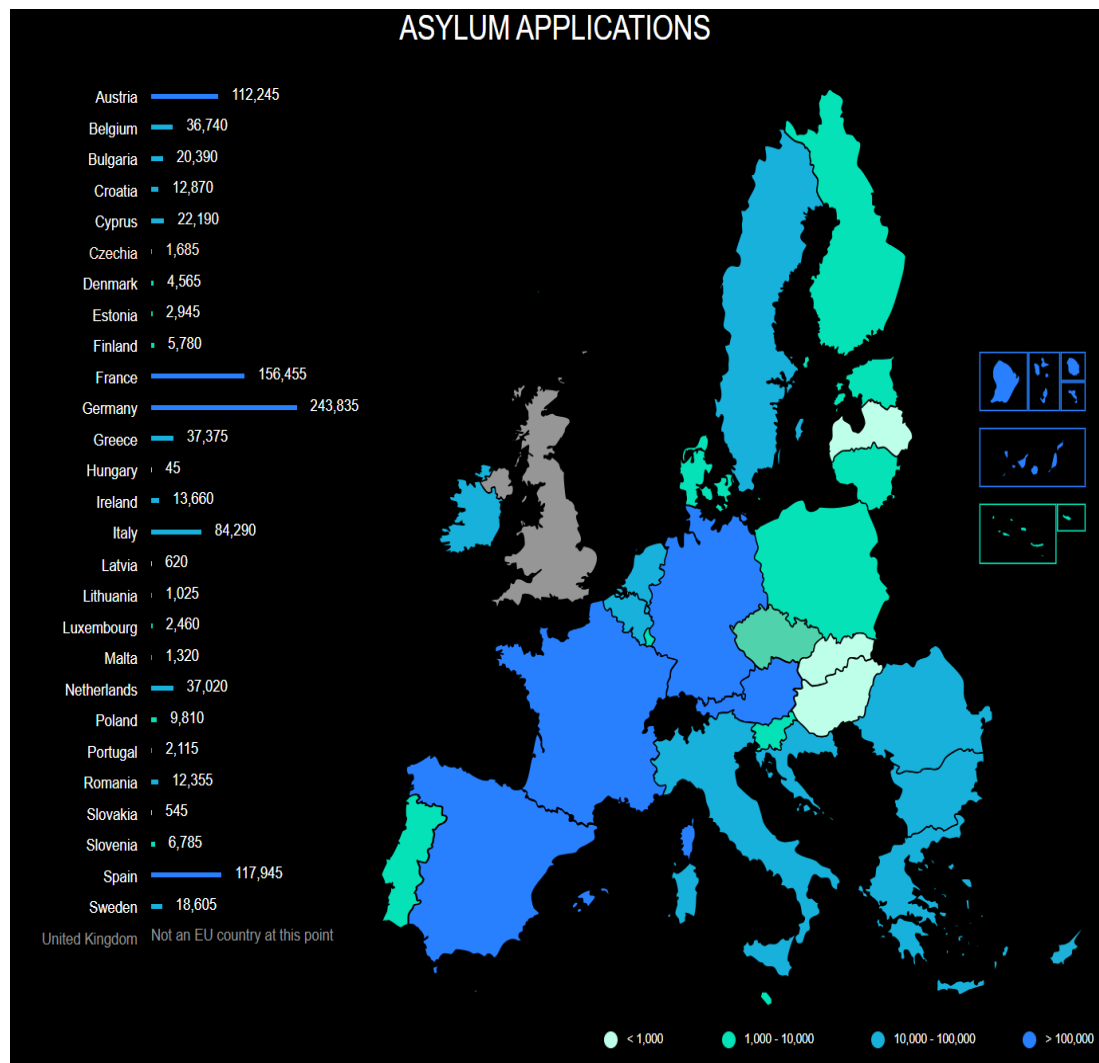 ASYLUM APPLICATIONS
Austria 112,245
Belgium 36,740
Bulgaria 20,390
Croatia 12,870
Cyprus 22,190
Czechia 1,685
Denmark 4,565
Estonia 2,945
Finland 5,780
France 156,455
Germany 243,835
Greece 37,375
Hungary 45
Ireland 13,660
Italy 84,290
Latvia 620
Lithuania 1,025
Luxembourg 2,460
Malta 1,320
Netherlands 37,020
Poland 9,810
Portugal 2,115
Romania 12,355
Slovakia 545
Slovenia 6,785
Spain 117,945
Sweden 18,605
United Kingdom Not an EU country at this point
< 1,000 1,000 - 10,000 10,000 - 100,000 > 100,000